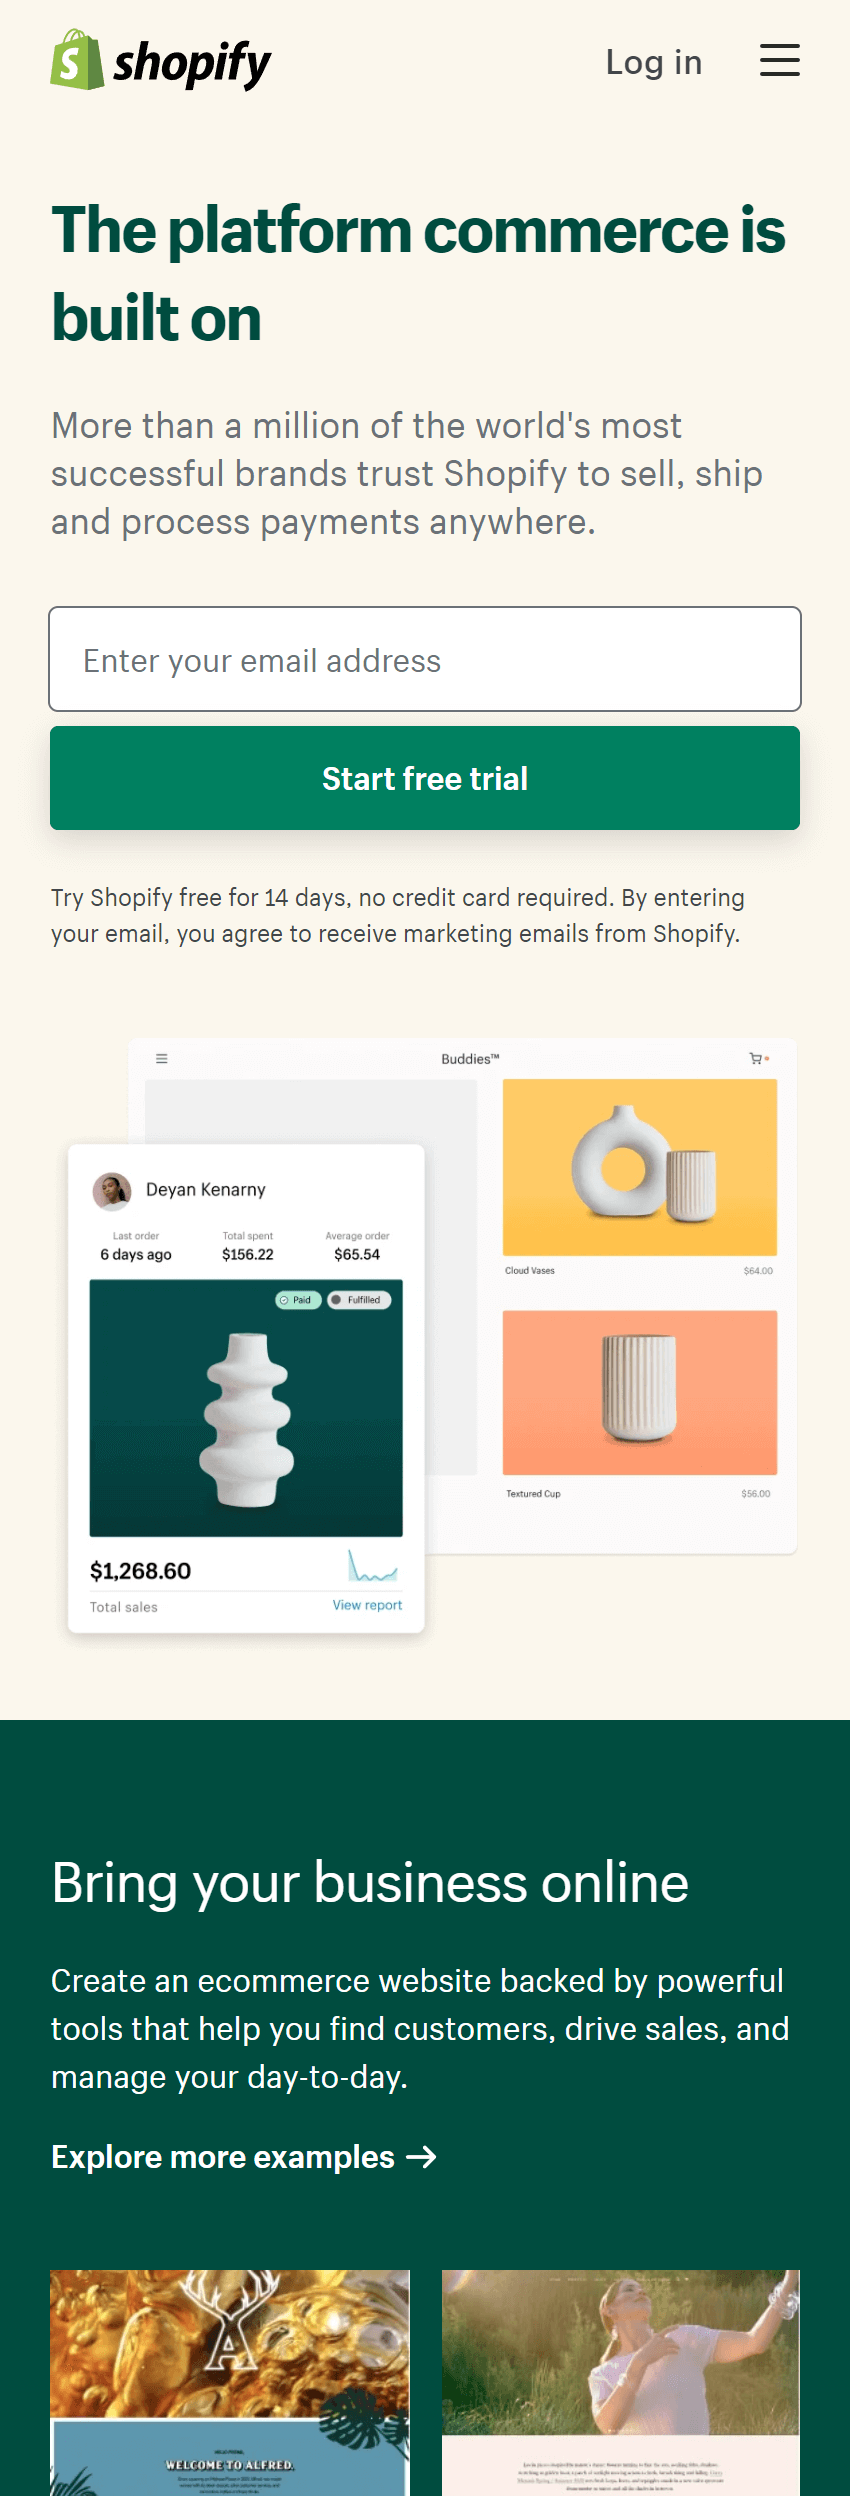 shopify
Log in
The platform commerce is
built on
More than a million of the world's most
successful brands trust Shopify to sell, ship
and process payments anywhere.
Enter your email address
Start free trial
Try Shopify free for 14 days, no credit card required. By entering
your email, you agree to receive marketing emails from Shopify.
Buddies™
Deyan Kenarny
Last order Total spent Average order
6 days ago $156.22 $65.54
Paid Fulfilled
Cloud Vases $64.00
Textured Cup $56.00
$1,268.60
Total sales View report
Bring your business online
Create an ecommerce website backed by powerful
tools that help you find customers, drive sales, and
manage your day-to-day.
Explore more examples →
A
WELCOME TO ALFRED.